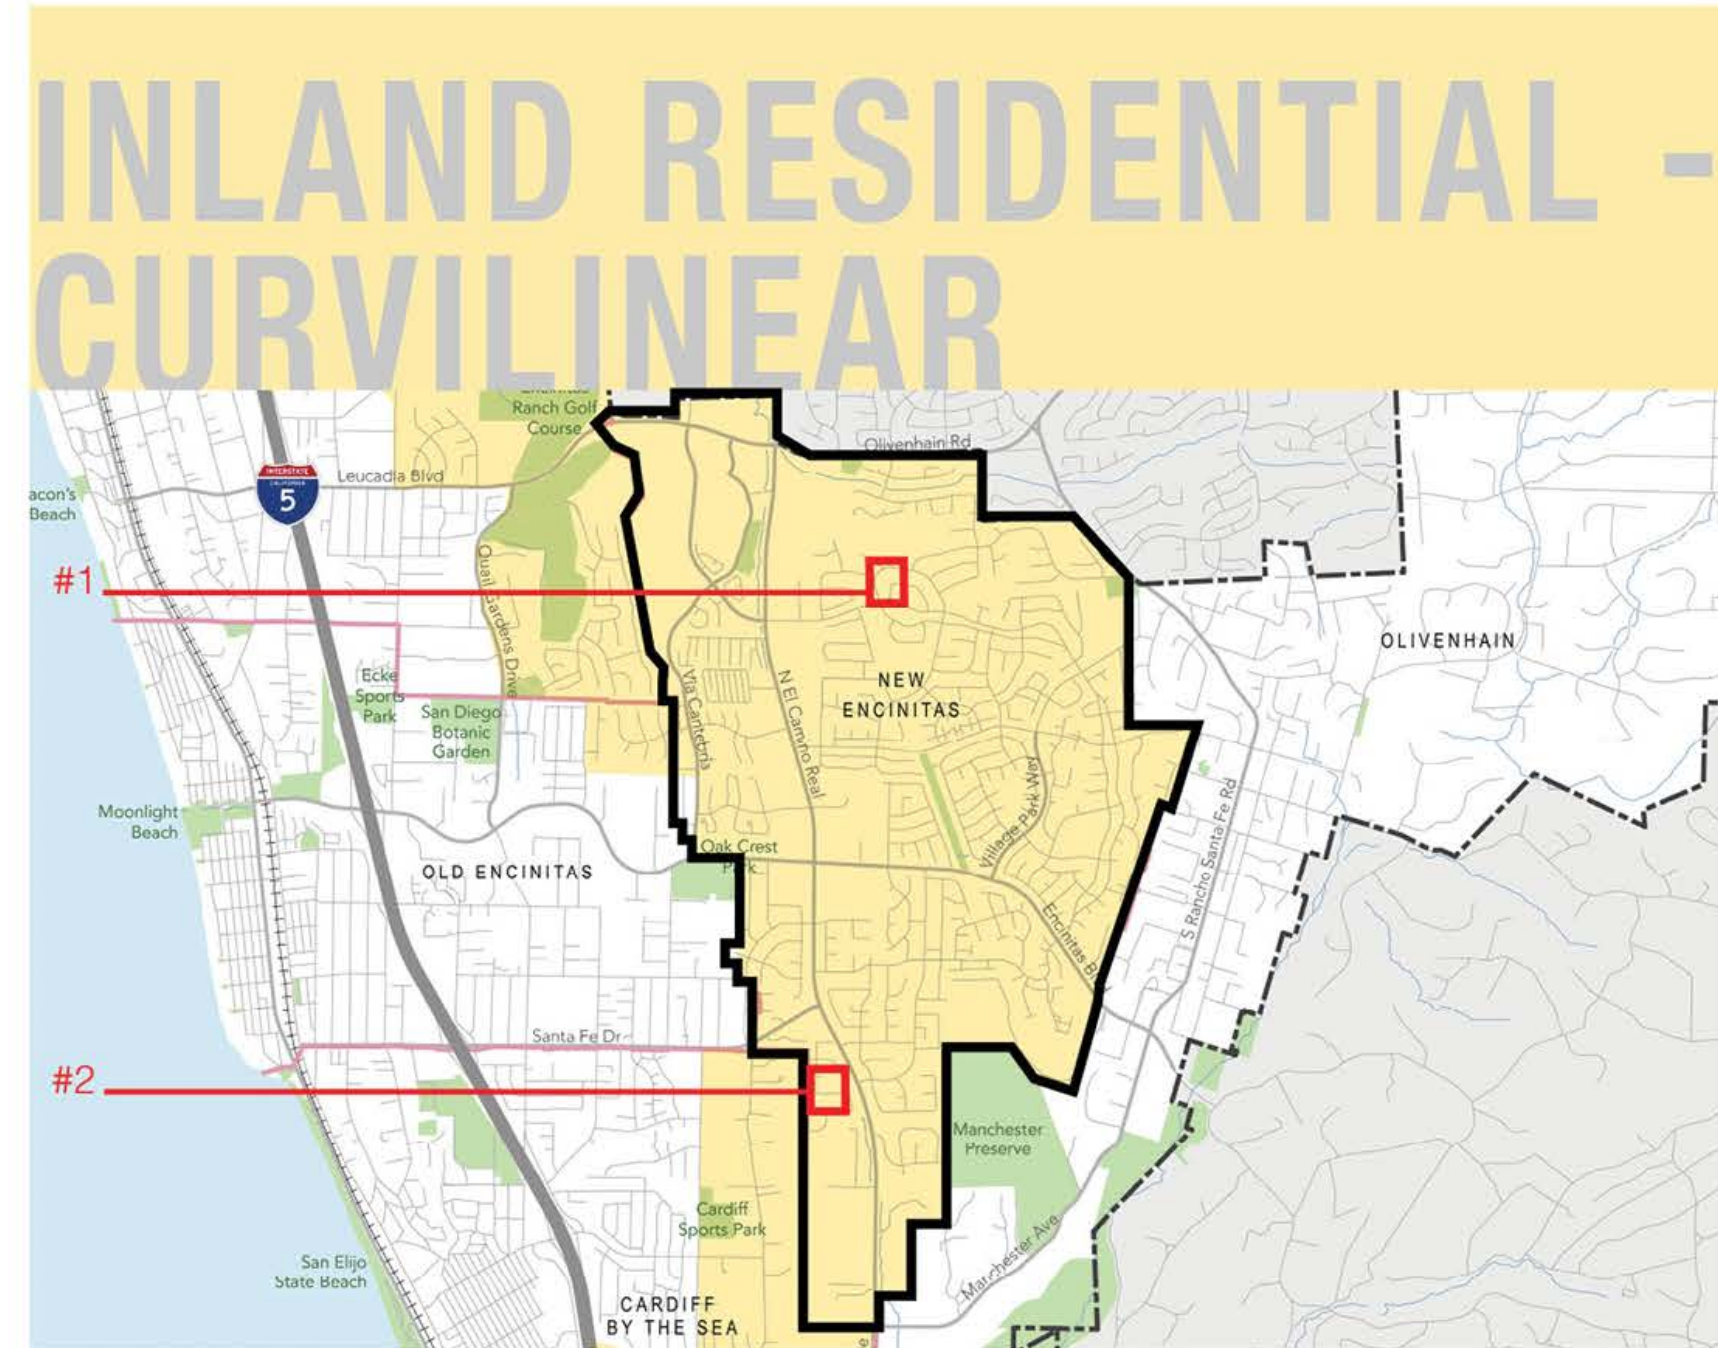 INLAND RESIDENTIAL -
CURVILINEAR
Ranch Golf
Course
Olivenhain Rd
Leucadia Blvd
INTERSTATE
CALIFORNIA
5
acon's
Beach
#1
Quail Gardens Drive
OLIVENHAIN
Ecke
Sports
Park
San Diego
Botanic
Garden
Via Cantebria
N El Camino Real
NEW
ENCINITAS
Village Park Way
S Rancho Santa Fe Rd
Moonlight
Beach
Oak Crest
Park
OLD ENCINITAS
Encinitas B
Santa Fe Dr
#2
Manchester
Preserve
Cardiff
Sports Park
Manchester Ave
San Elijo
State Beach
CARDIFF
BY THE SEA
e